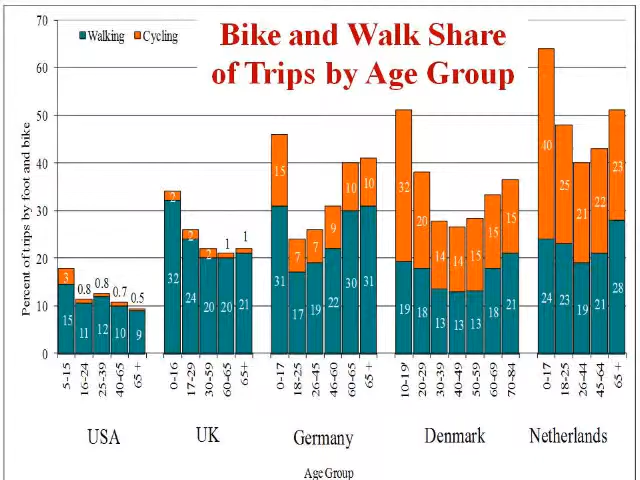 Bike and Walk Share
of Trips by Age Group
Walking Cycling
Percent of trips by foot and bike
70
60
50
40
30
20
10
0
3 0.8 0.8 0.7 0.5
15 11 12 10 9
2 2 2 1 1
32 24 20 20 21
15 7 7 9 10 10
31 17 19 22 30 31
32 20 14 14 15 15 15
19 18 13 13 13 18 21
40 25 21 22 23
24 23 19 21 28
5-15 16-24 25-39 40-65 65 +
0-16 17-29 30-59 60-65 65+
0-17 18-25 26-45 46-60 60-65 65 +
10-19' 20-29 30-39 40-49 50-59 60-69 70-84
0-17 18-25 26-44 45-64 65 +
USA UK Germany Denmark Netherlands
Age Group